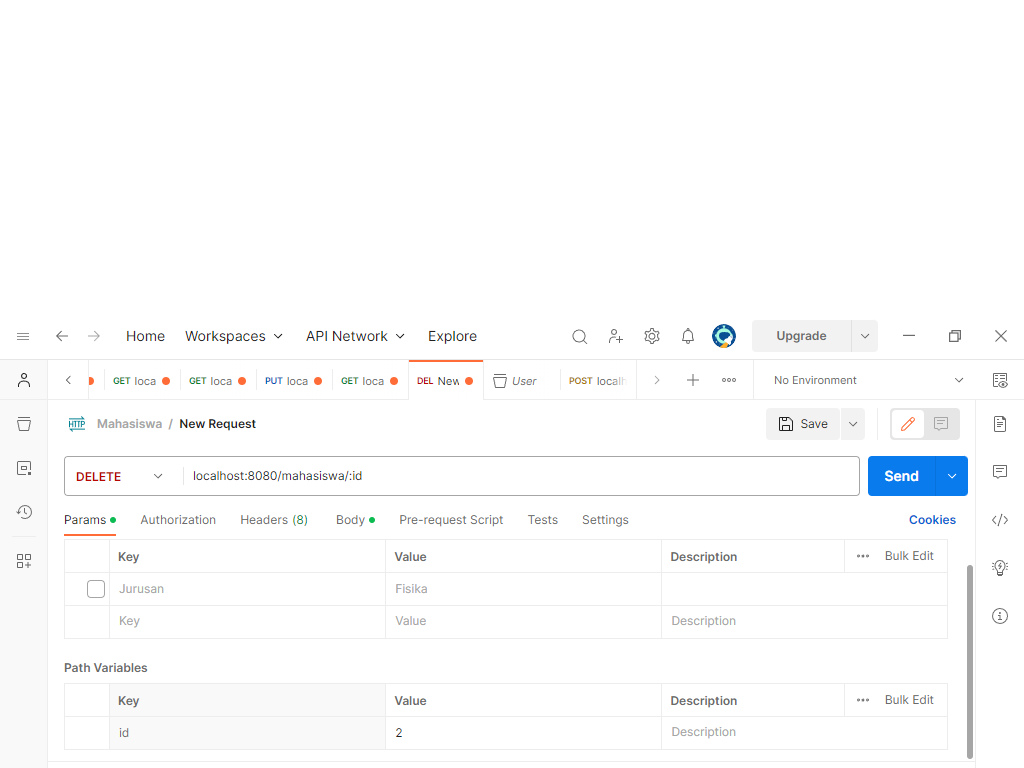 Home Workspaces API Network Explore Upgrade
GET loca GET loca PUT loca GET loca DEL New User POST localh No Environment
HTTP Mahasiswa / New Request Save
DELETE localhost:8080/mahasiswa/:id Send
Params Authorization Headers (8) Body Pre-request Script Tests Settings Cookies
Key Value Description Bulk Edit
Jurusan Fisika
Key Value Description
Path Variables
Key Value Description Bulk Edit
id 2 Description